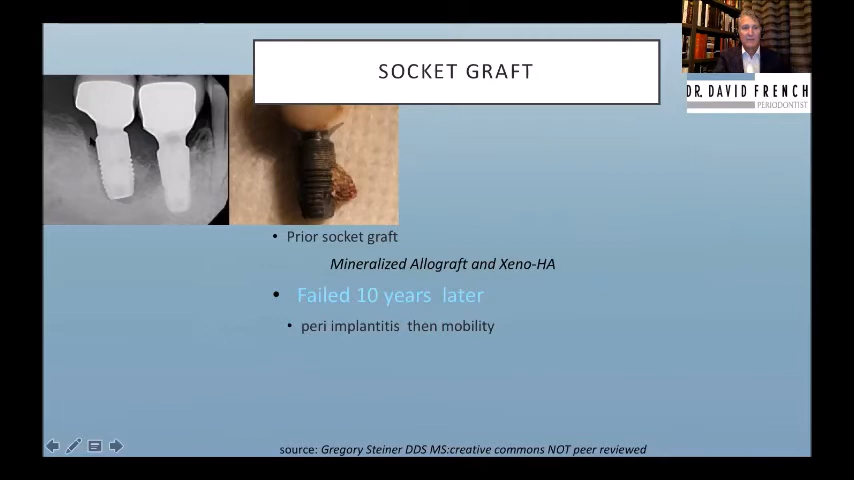 SOCKET GRAFT
DR. DAVID FRENCH
PERIODONTIST
• Prior socket graft
Mineralized Allograft and Xeno-HA
• Failed 10 years later
• peri implantitis then mobility
source: Gregory Steiner DDS MS:creative commons NOT peer reviewed